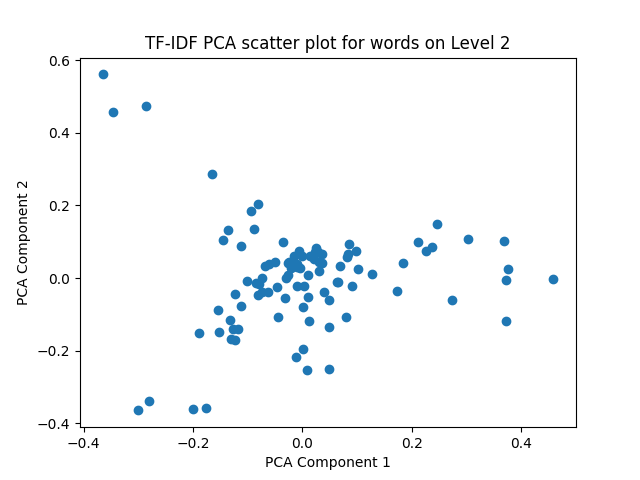 TF-IDF PCA scatter plot for words on Level 2
0.6
0.4
0.2
0.0
−0.2
−0.4
PCA Component 2
−0.4 −0.2 0.0 0.2 0.4
PCA Component 1